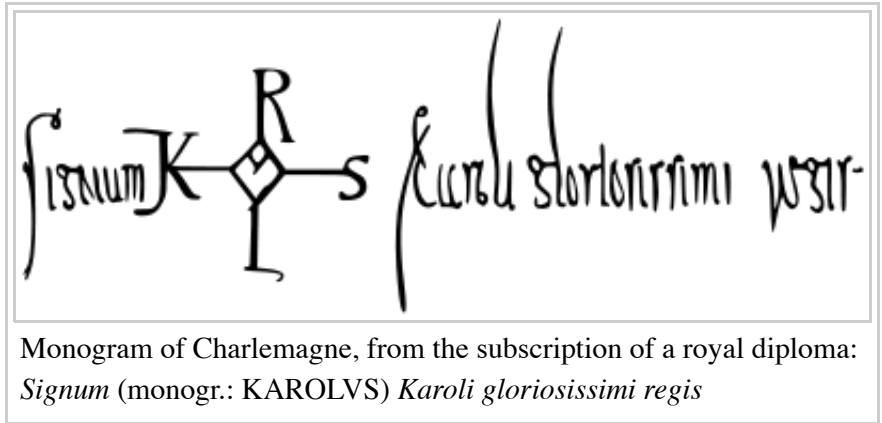 Signum K R L S Karoli gloriosissimi regis
Monogram of Charlemagne, from the subscription of a royal diploma:
Signum (monogr.: KAROLVS) Karoli gloriosissimi regis